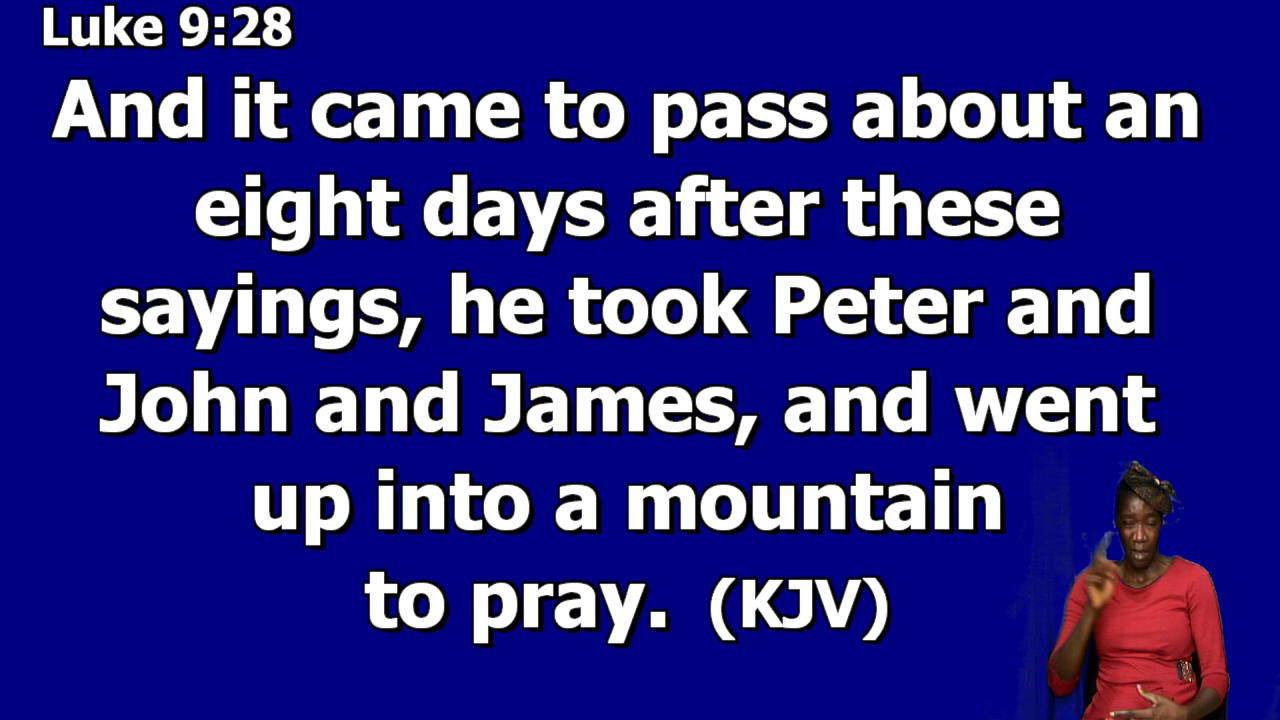 Luke 9:28
And it came to pass about an
eight days after these
sayings, he took Peter and
John and James, and went
up into a mountain
to pray. (KJV)